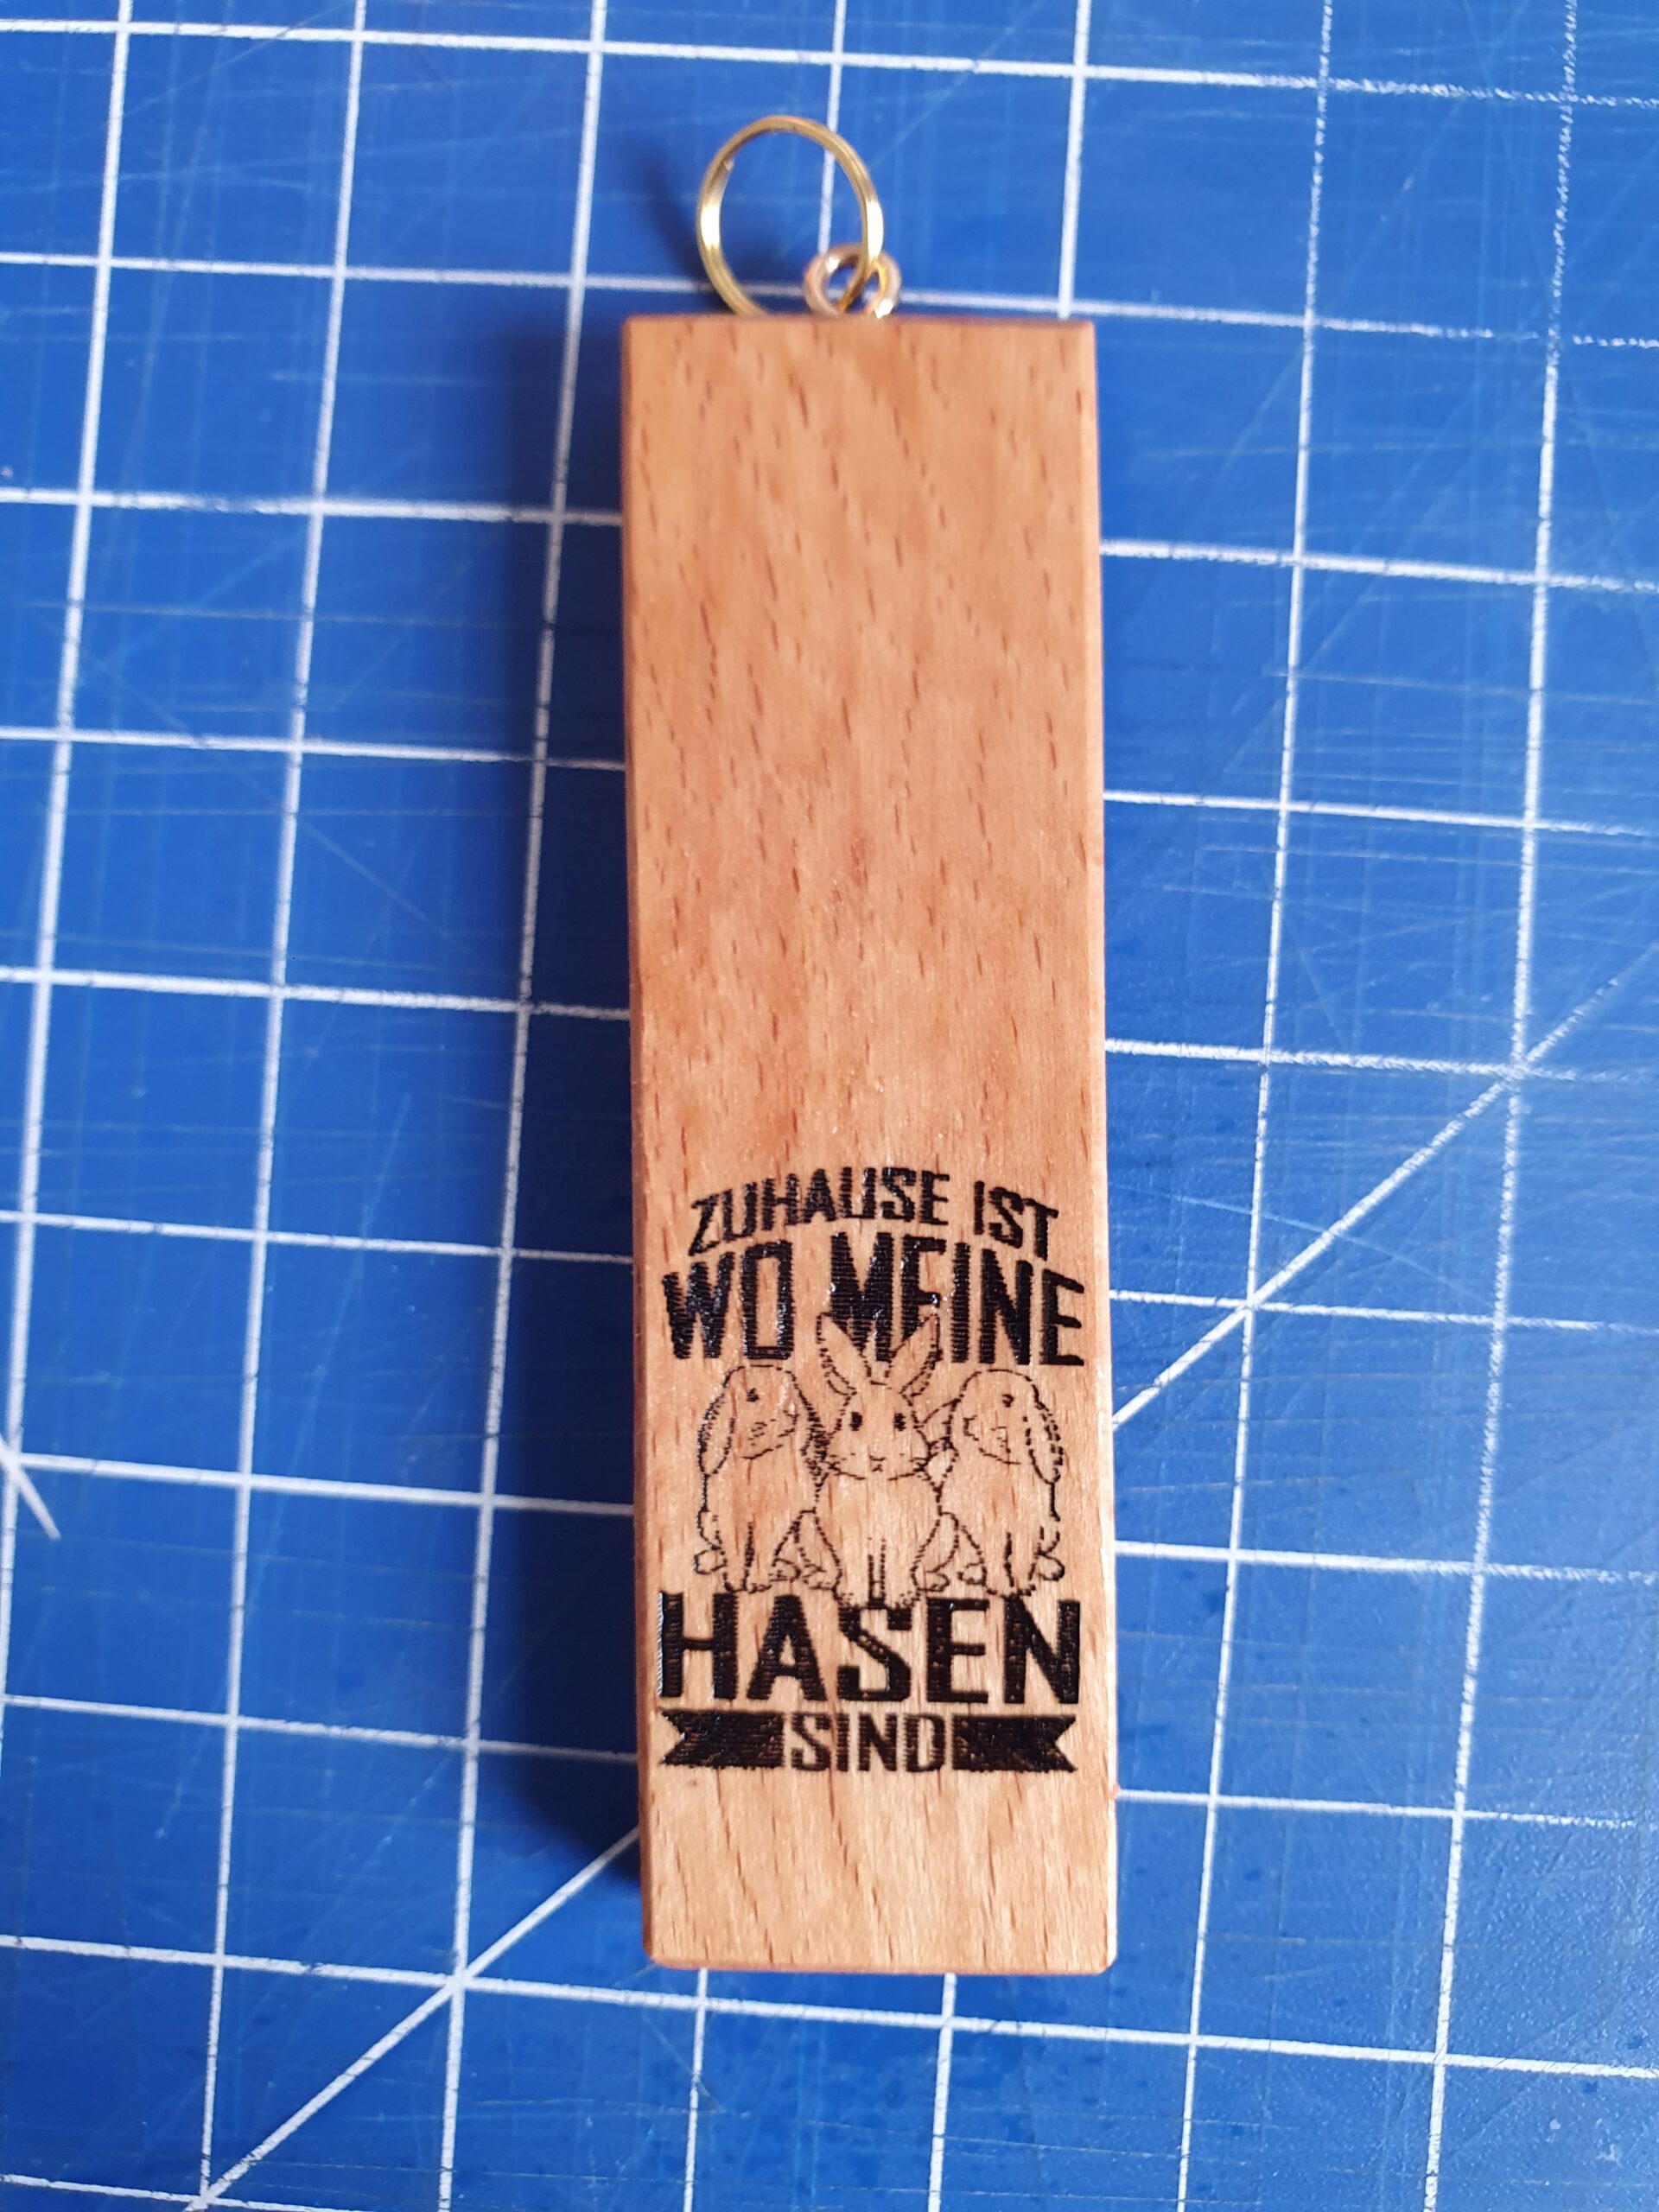 ZUHAUSE IST
WO MEINE
HASEN
SIND